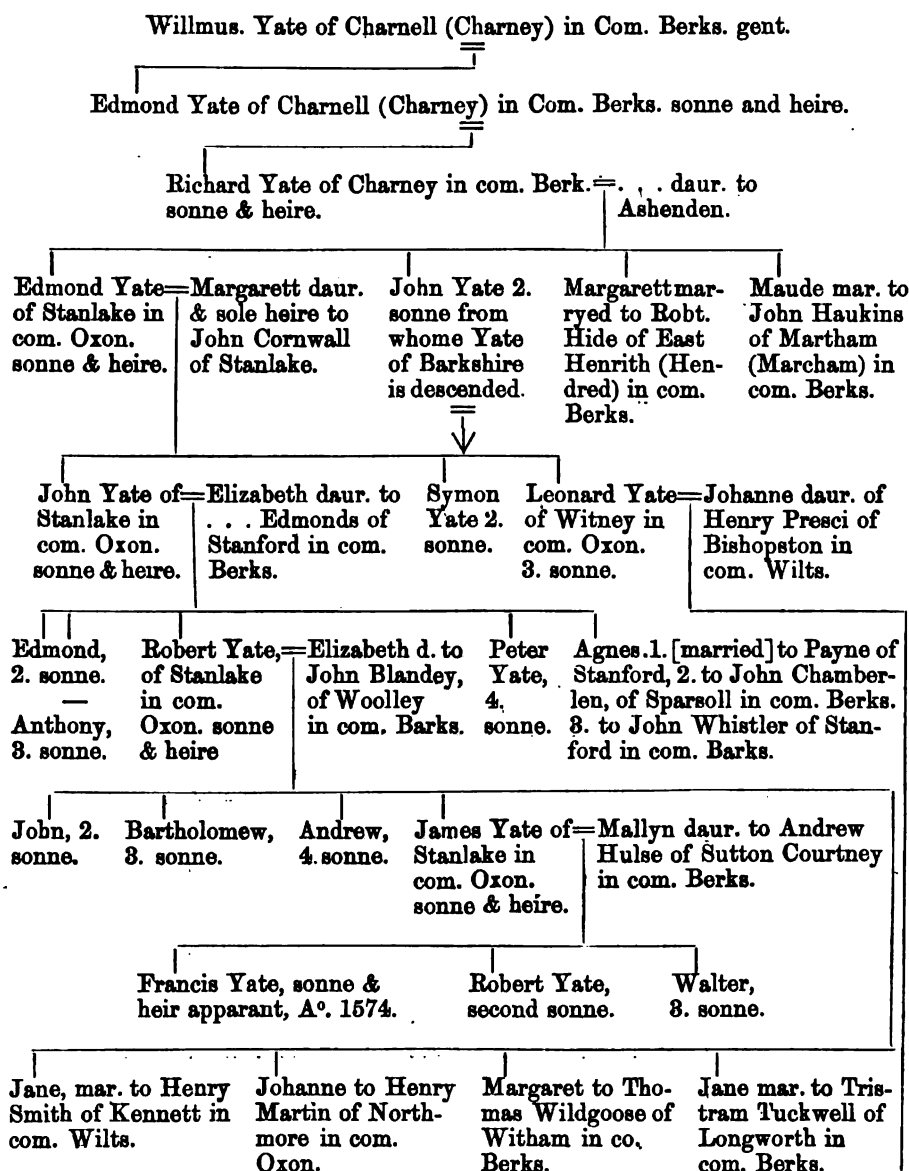 Willmus. Yate of Charnell (Charney) in Com. Berks. gent.
Edmond Yate of Charnell (Charney) in Com. Berks. sonne and heire.
Richard Yate of Charney in com. Berk.=. . . daur. to
sonne & heire.
Ashenden.
Edmond Yate=
of Stanlake in
com. Oxon.
sonne & heire.
Margarett daur.
& sole heire to
John Cornwall
of Stanlake.
John Yate 2.
sonne from
whome Yate
of Barkshire
is descended.
Margarett mar-
ryed to Robt.
Hide of East
Henrith (Hen-
dred) in com.
Berks.
Maude mar. to
John Haukins
of Martham
(Marcham) in
com. Berks.
John Yate of=
Stanlake in
com. Oxon.
sonne & heire.
Elizabeth daur. to
. . . Edmonds of
Stanford in com.
Berks.
Symon
Yate 2.
sonne.
Leonard Yate=
of Witney in
com. Oxon.
3. sonne.
Johanne daur. of
Henry Presci of
Bishopston in
com. Wilts.
Edmond,
2. sonne.
—
Anthony,
3. sonne.
Robert Yate,=
of Stanlake
in com.
Oxon. sonne
& heire
Elizabeth d. to
John Blandey,
of Woolley
in com. Barks.
Peter
Yate,
4.
sonne.
Agnes.1. [married] to Payne of
Stanford, 2. to John Chamber-
len, of Sparsoll in com. Berks.
3. to John Whistler of Stan-
ford in com. Barks.
John, 2.
sonne.
Bartholomew,
3. sonne.
Andrew,
4. sonne.
James Yate of=
Stanlake in
com. Oxon.
sonne & heire.
Mallyn daur. to Andrew
Hulse of Sutton Courtney
in com. Berks.
Francis Yate, sonne &
heir apparant, Aº. 1574.
Robert Yate,
second sonne.
Walter,
3. sonne.
Jane, mar. to Henry
Smith of Kennett in
com. Wilts.
Johanne to Henry
Martin of North-
more in com.
Oxon.
Margaret to Tho-
mas Wildgoose of
Witham in co.
Berks.
Jane mar. to Tris-
tram Tuckwell of
Longworth in
com. Berks.